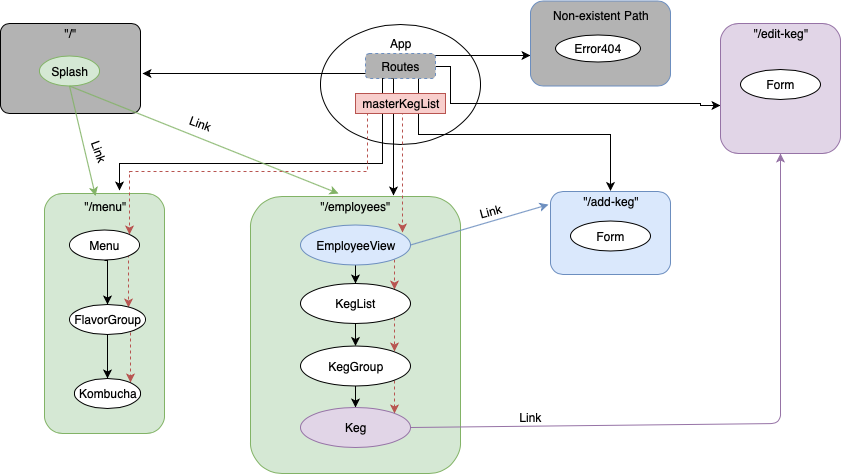 "/"
Splash
App
Routes
masterKegList
Non-existent Path
Error404
"/edit-keg"
Form
Link
Link
"/menu"
Menu
FlavorGroup
Kombucha
"/employees"
EmployeeView
KegList
KegGroup
Keg
Link
"/add-keg"
Form
Link